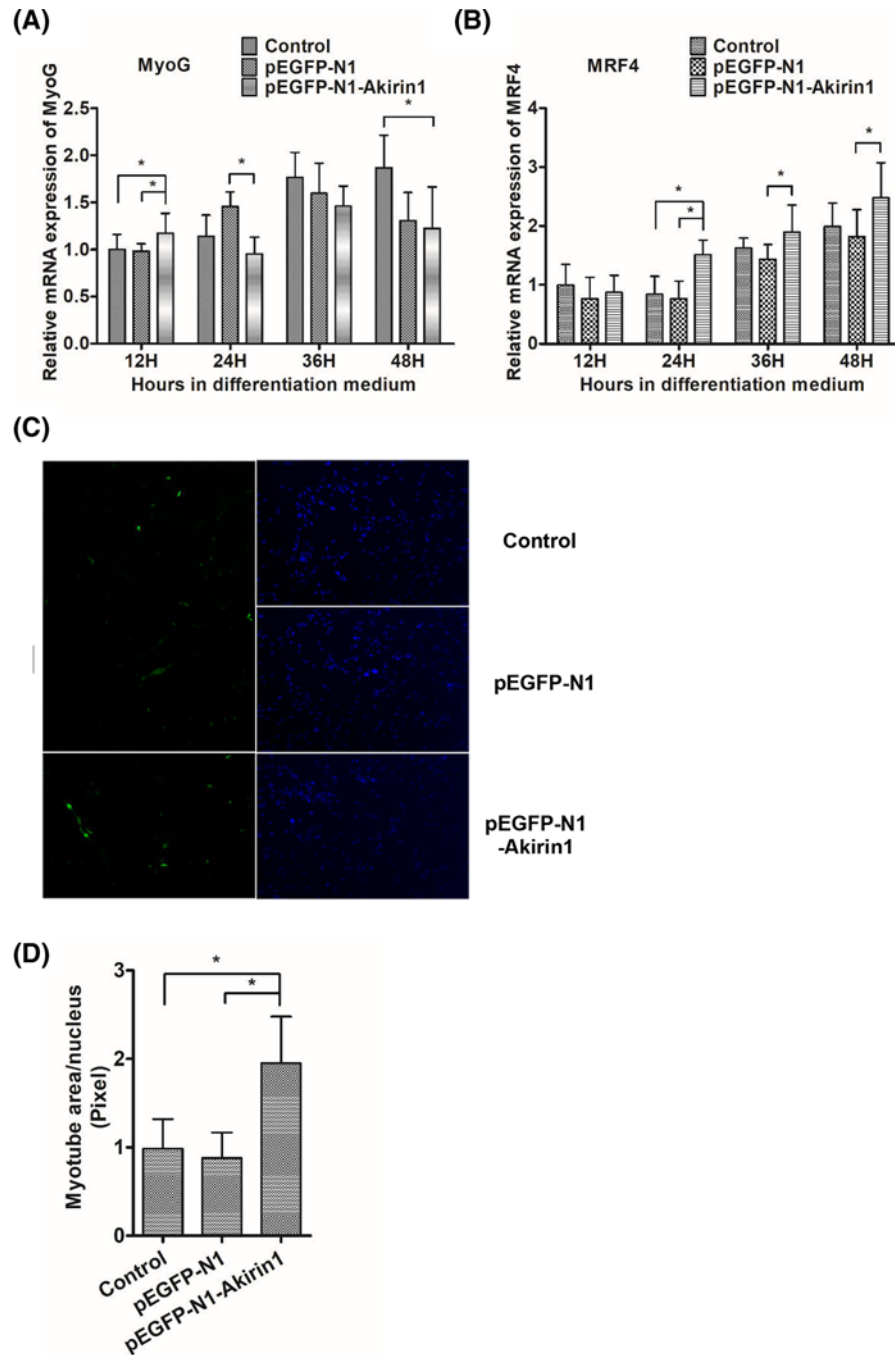 (A)
Control
pEGFP-N1
pEGFP-N1-Akirin1
MyoG
*
*
*
*
Relative mRNA expression of MyoG
2.5
2.0
1.5
1.0
0.5
0.0
12H 24H 36H 48H
Hours in differentiation medium
(B)
Control
pEGFP-N1
pEGFP-N1-Akirin1
MRF4
*
*
*
*
Relative mRNA expression of MRF4
4
3
2
1
0
12H 24H 36H 48H
Hours in differentiation medium
(C)
Control
pEGFP-N1
pEGFP-N1
-Akirin1
(D)
*
*
Myotube area/nucleus
(Pixel)
3
2
1
0
Control
pEGFP-N1
pEGFP-N1-Akirin1